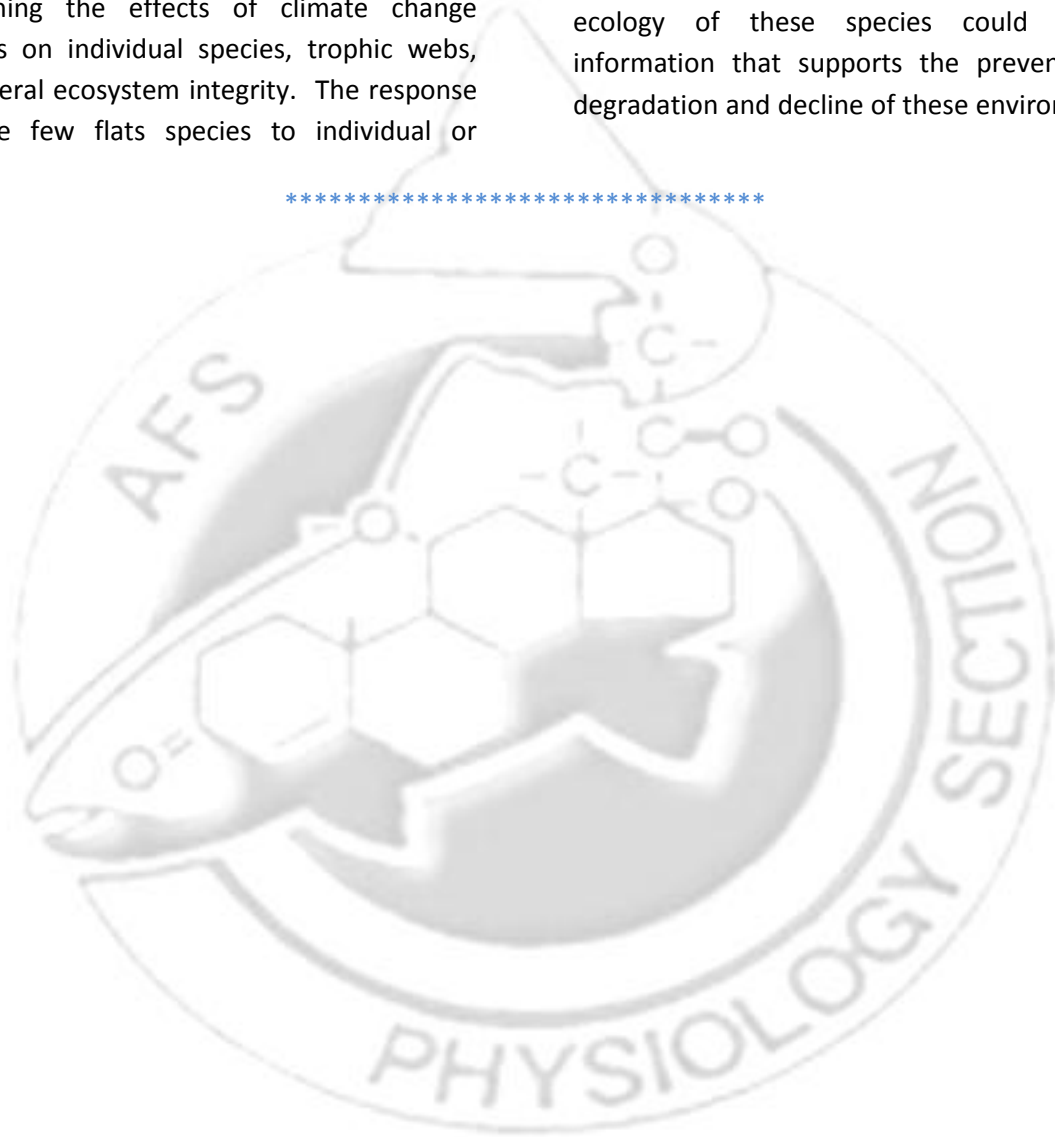 ning the effects of climate change
s on individual species, trophic webs,
eral ecosystem integrity. The response
e few flats species to individual or
ecology of these species could
information that supports the preven
degradation and decline of these enviro
*********************************
AFS
PHYSIOLOGY SECTION
O
C
C O
C
O
O
O